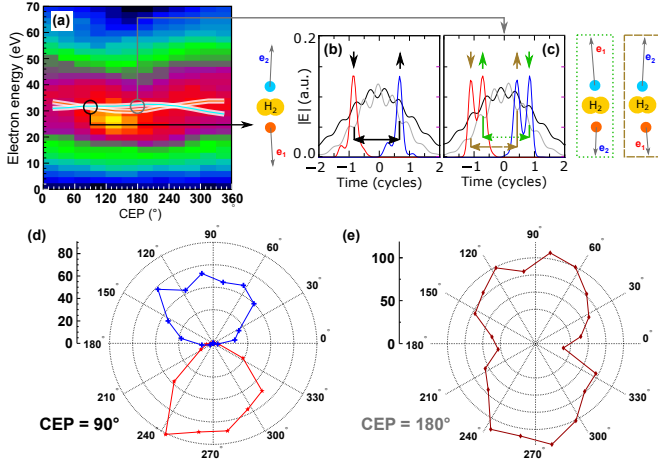 (a)
Electron energy (eV)
70
60
50
40
30
20
10
0
0 60 120 180 240 300 360
CEP (°)
e₂
H₂
e₁
(b)
|E| (a.u.)
0.2
0.0
-2 -1 0 1 2
Time (cycles)
(c)
-1 0 1 2
Time (cycles)
e₁
H₂
e₂
e₂
H₂
e₁
(d)
80
60
40
20
0
90°
120° 60°
150° 30°
180° 0°
210° 330°
240° 300°
270°
CEP = 90°
(e)
100
50
0
90°
120° 60°
150° 30°
180° 0°
210° 330°
240° 300°
270°
CEP = 180°